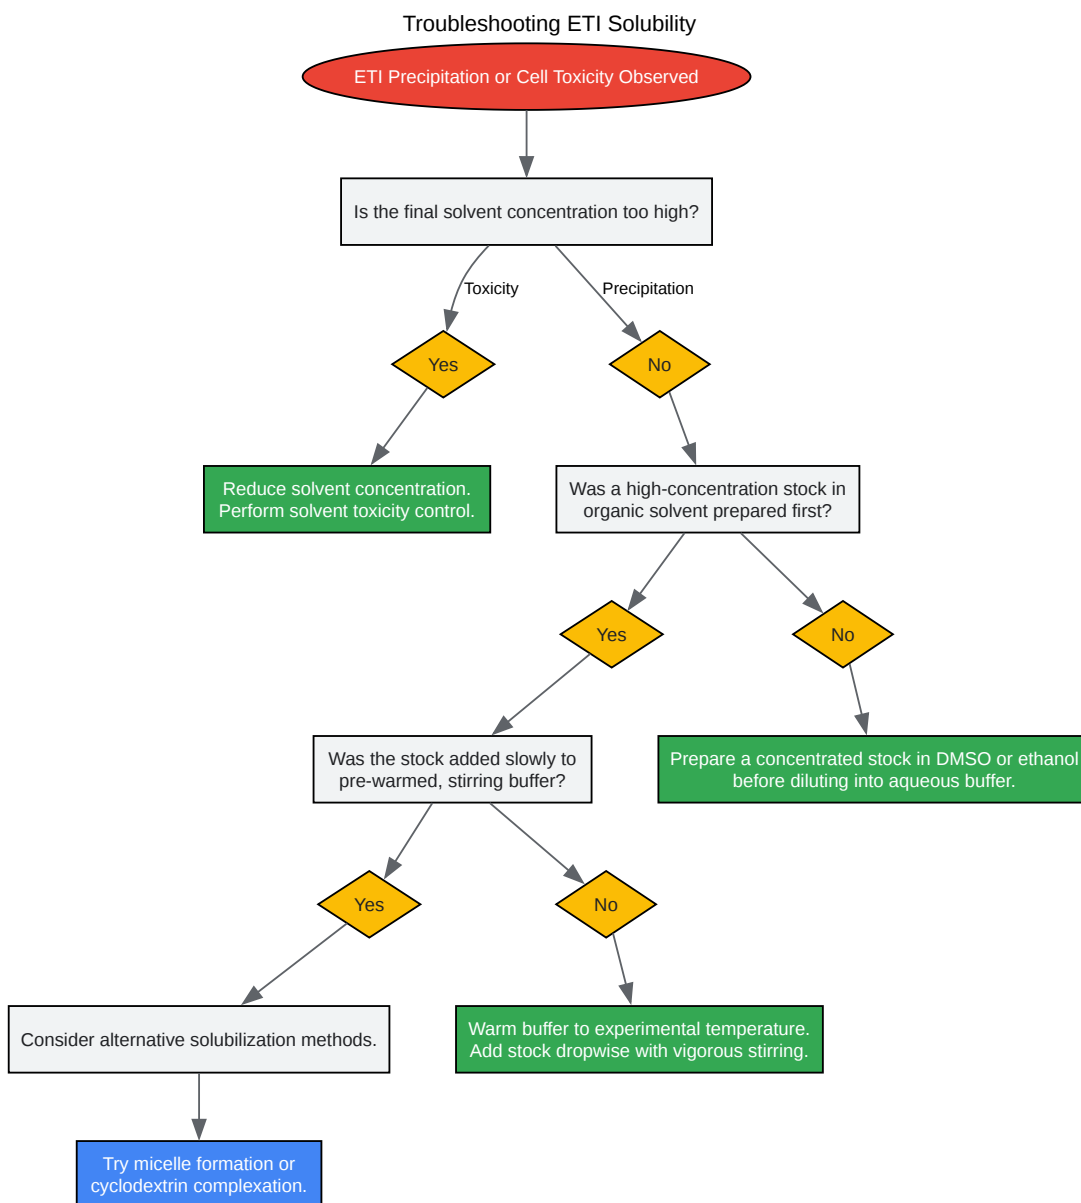 Troubleshooting ETI Solubility
ETI Precipitation or Cell Toxicity Observed
Is the final solvent concentration too high?
Toxicity
Precipitation
Yes
No
Reduce solvent concentration.
Perform solvent toxicity control.
Was a high-concentration stock in
organic solvent prepared first?
Yes
No
Was the stock added slowly to
pre-warmed, stirring buffer?
Prepare a concentrated stock in DMSO or ethanol
before diluting into aqueous buffer.
Yes
No
Consider alternative solubilization methods.
Warm buffer to experimental temperature.
Add stock dropwise with vigorous stirring.
Try micelle formation or
cyclodextrin complexation.